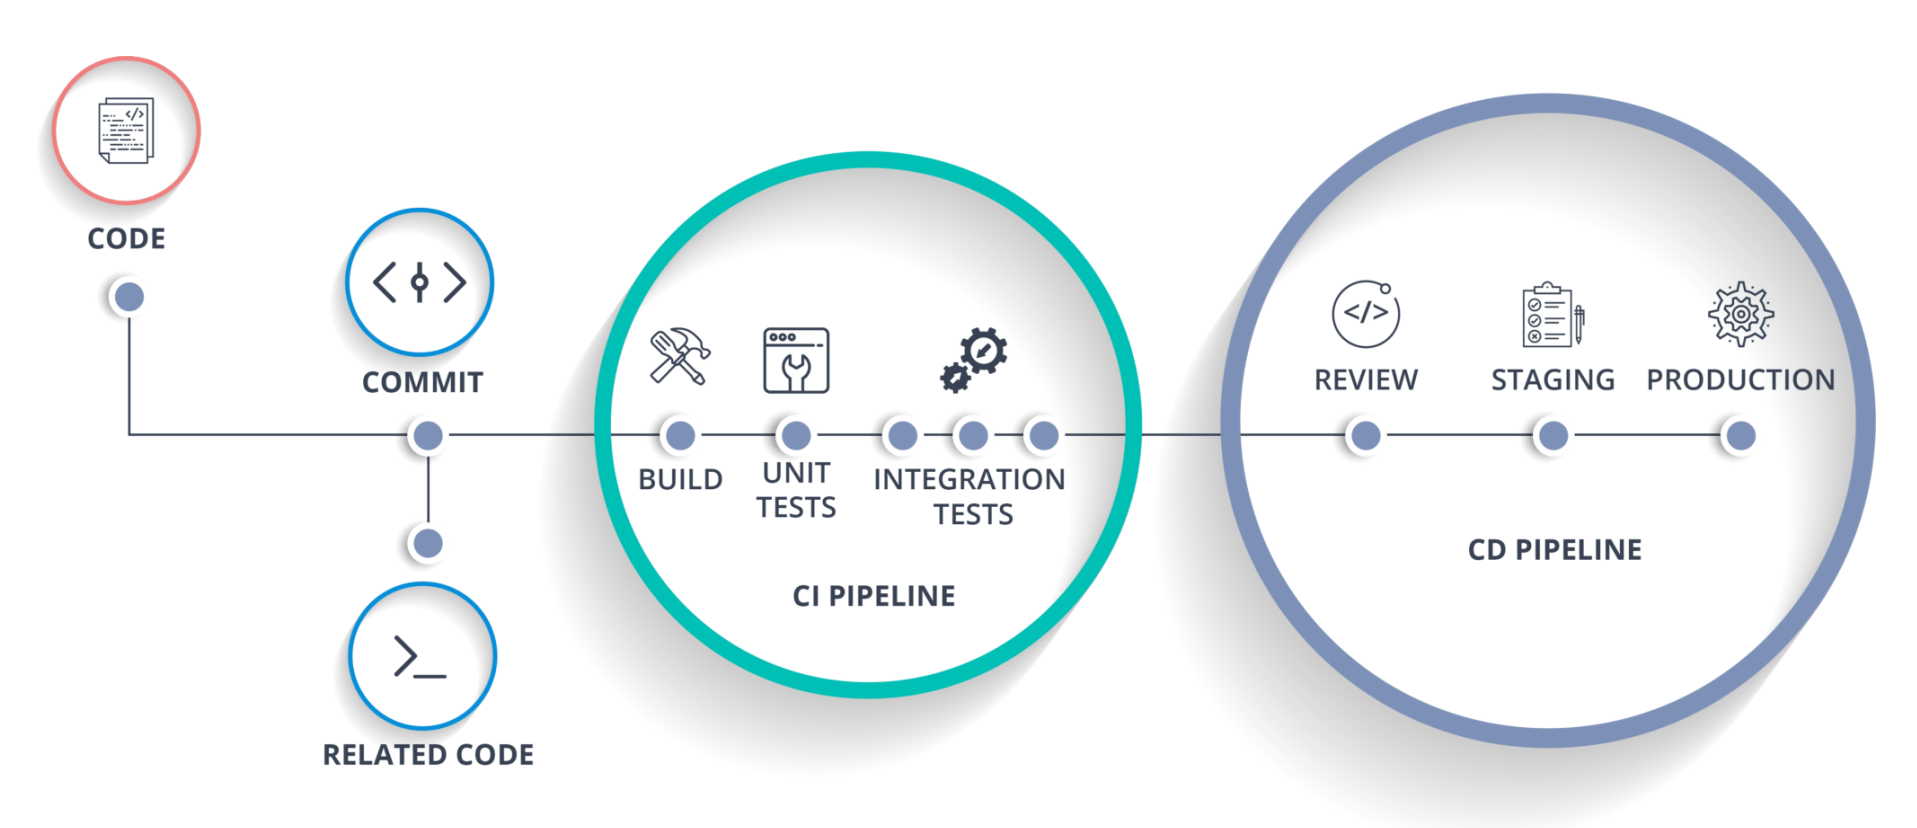 CODE
COMMIT
RELATED CODE
BUILD
UNIT
TESTS
INTEGRATION
TESTS
CI PIPELINE
REVIEW
STAGING
PRODUCTION
CD PIPELINE